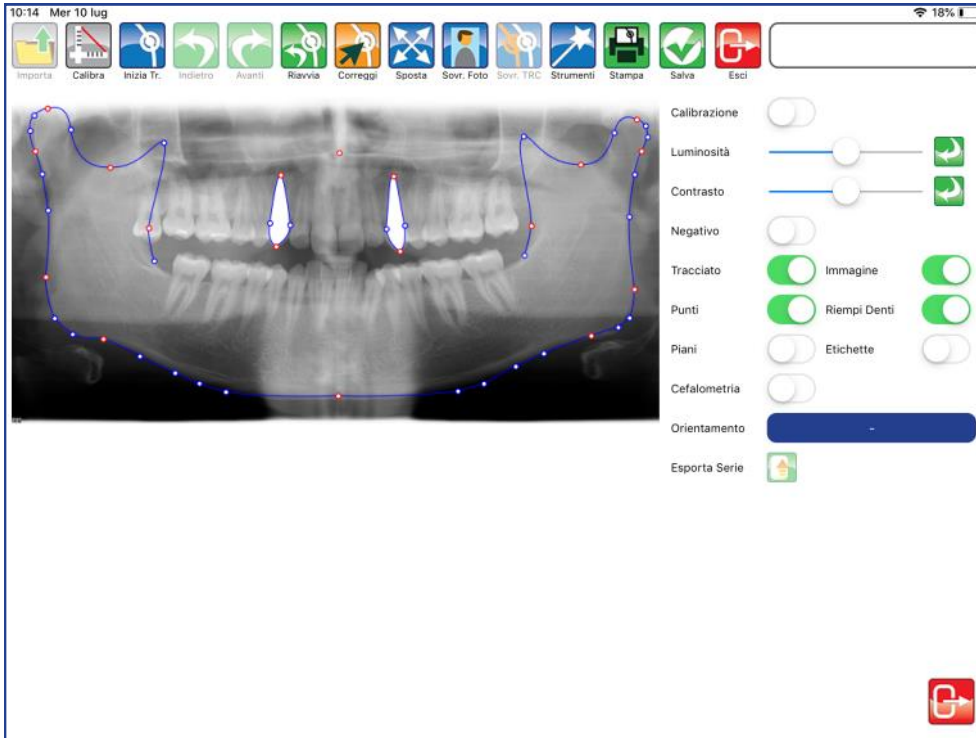 10:14 Mer 10 lug
18%
Importa Calibra Inizia Tr. Indietro Avanti Riavvia Correggi Sposta Sovr. Foto Sovr. TRC Strumenti Stampa Salva Esci
Calibrazione
Luminosità
Contrasto
Negativo
Tracciato Immagine
Punti Riempi Denti
Piani Etichette
Cefalometria
Orientamento -
Esporta Serie